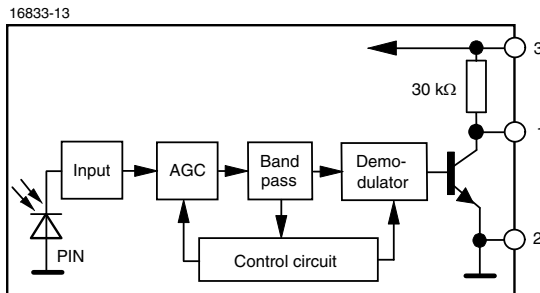 16833-13
3
30 kΩ
1
Input
AGC
Band
pass
Demo-
dulator
2
PIN
Control circuit